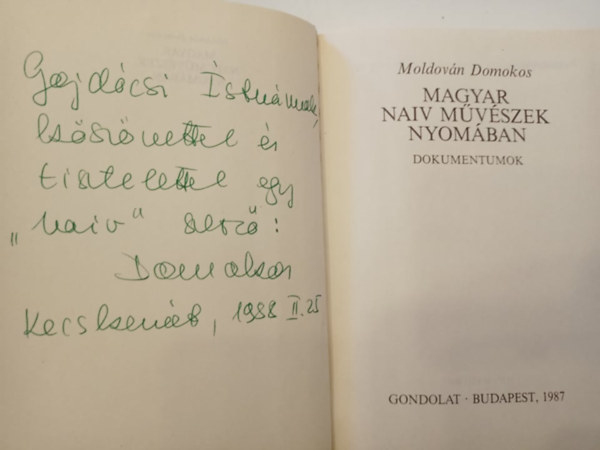 Gajdácsi Istvánnak,
köszönettel és
tisztelettel egy
„naiv" szerző:
Domokos
Kecskemét, 1988 II. 25
Moldován Domokos
MAGYAR
NAIV MŰVÉSZEK
NYOMÁBAN
DOKUMENTUMOK
GONDOLAT · BUDAPEST, 1987